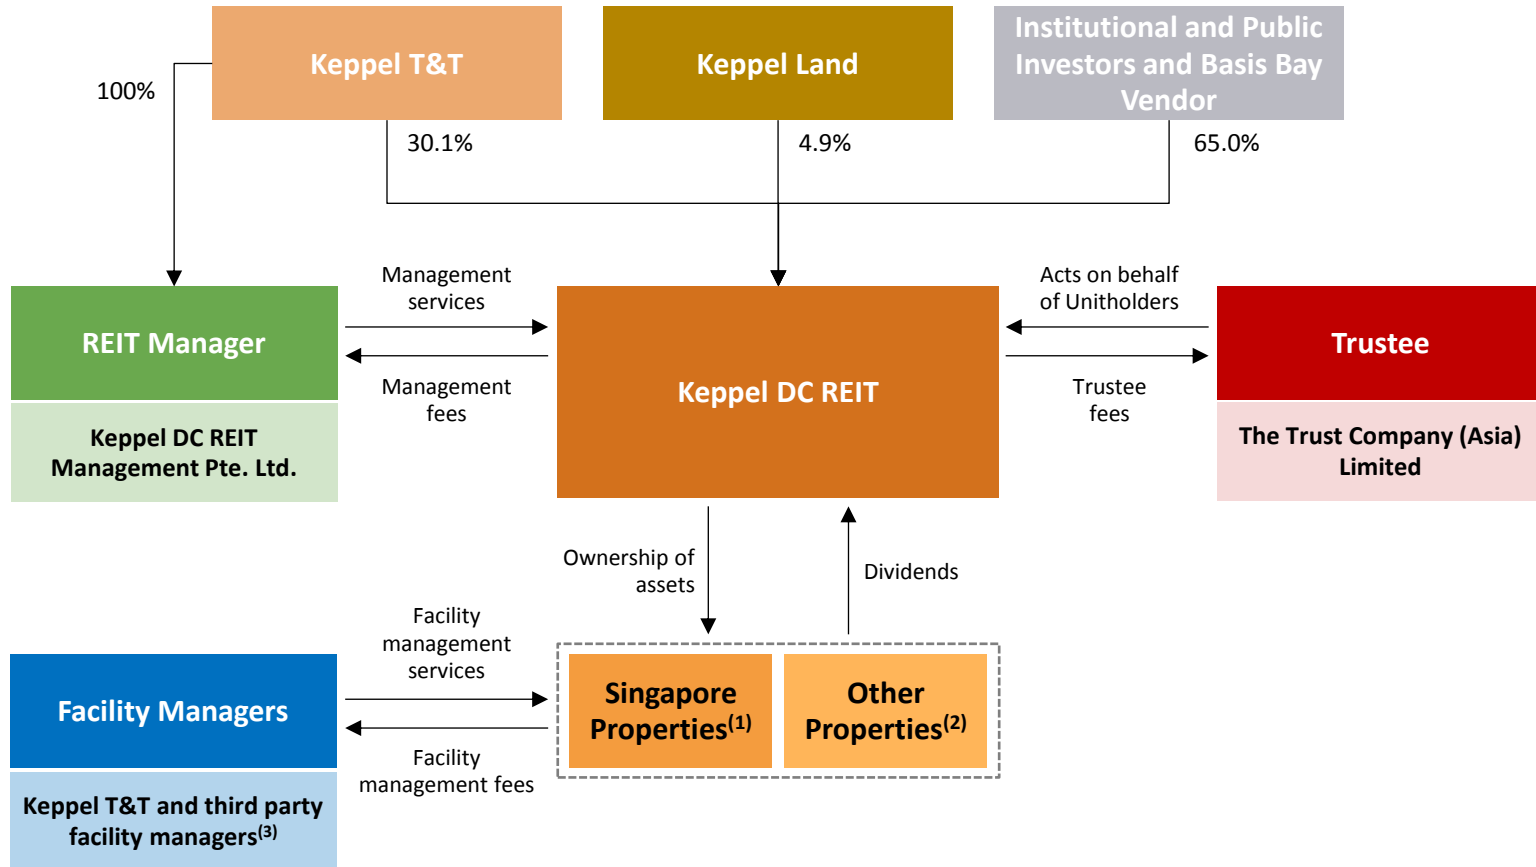 Keppel T&T
Keppel Land
Institutional and Public
Investors and Basis Bay
Vendor
100%
30.1%
4.9%
65.0%
Management
services
Acts on behalf
of Unitholders
REIT Manager
Keppel DC REIT
Trustee
Management
fees
Trustee
fees
Keppel DC REIT
Management Pte. Ltd.
The Trust Company (Asia)
Limited
Ownership of
assets
Dividends
Facility
management
services
Facility Managers
Singapore
Properties(1)
Other
Properties(2)
Facility
management fees
Keppel T&T and third party
facility managers(3)